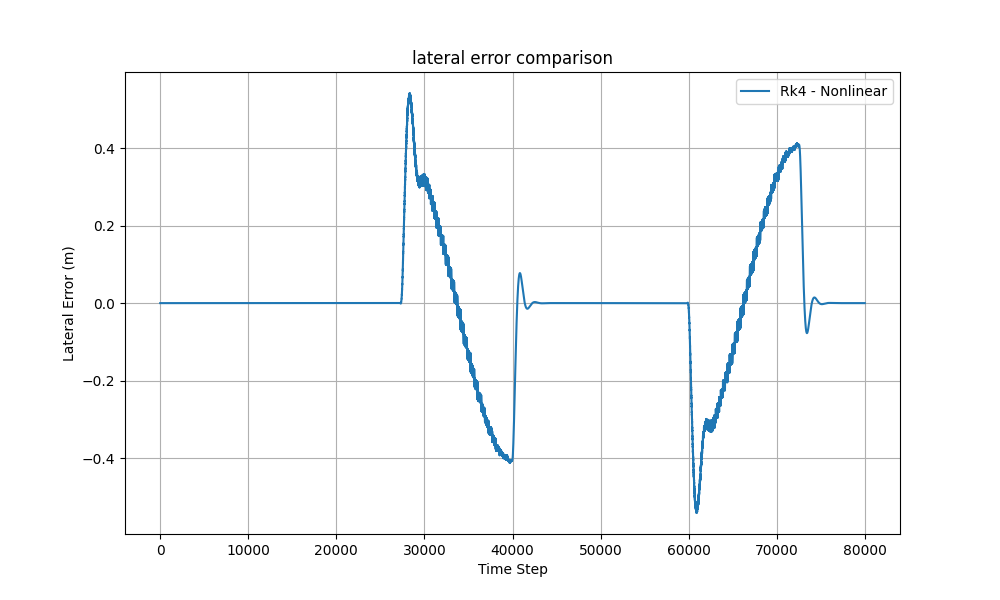 lateral error comparison
Rk4 - Nonlinear
Lateral Error (m)
0.4
0.2
0.0
−0.2
−0.4
0 10000 20000 30000 40000 50000 60000 70000 80000
Time Step